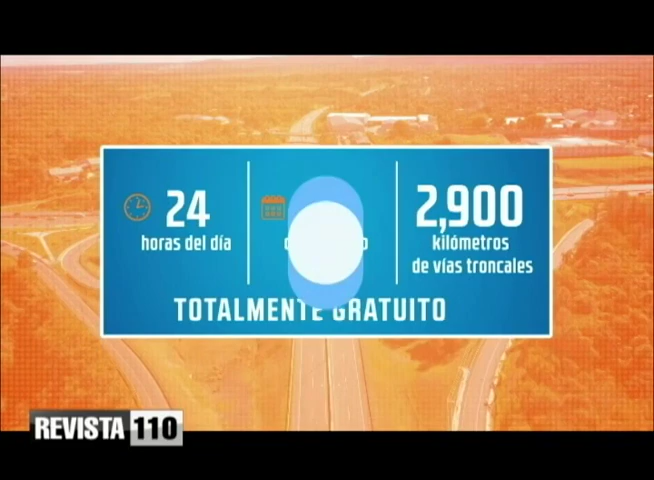 24
horas del día
2,900
kilómetros
de vías troncales
TOTALMENTE GRATUITO
REVISTA 110